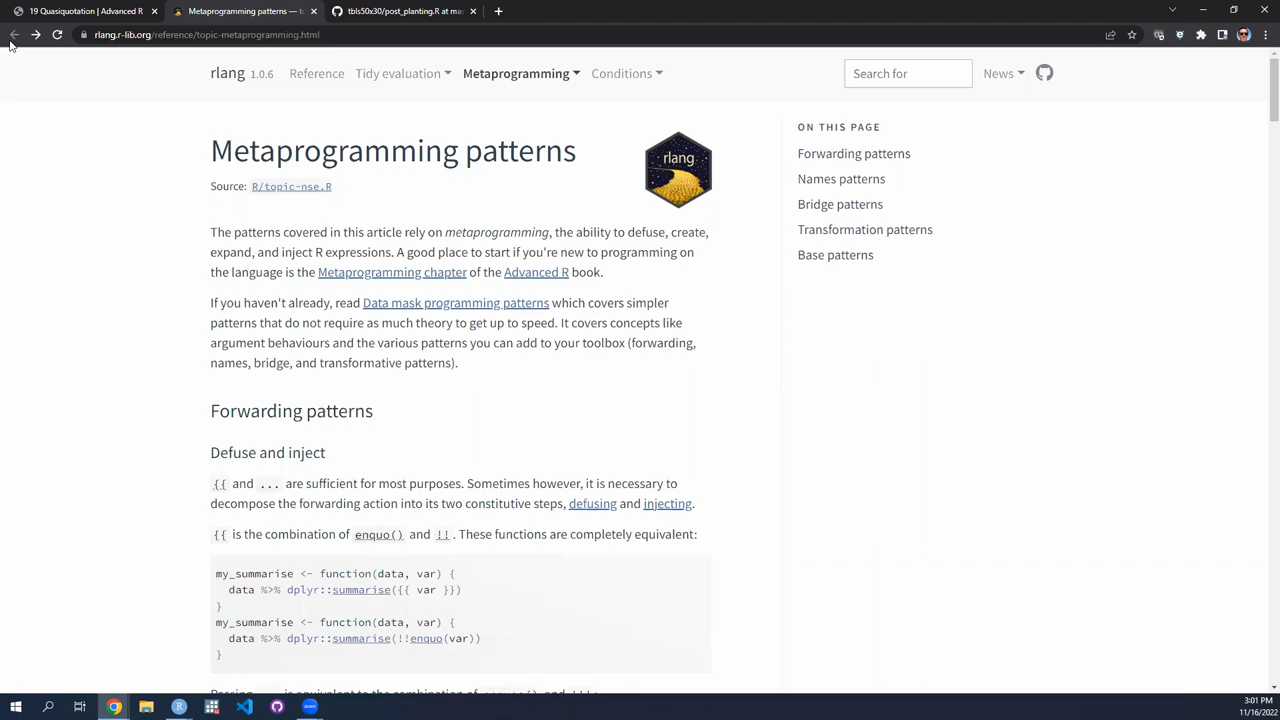 19 Quasiquotation | Advanced R
Metaprogramming patterns — to
tbls50x30/post_planting.R at ma
rlang.r-lib.org/reference/topic-metaprogramming.html
rlang 1.0.6 Reference Tidy evaluation Metaprogramming Conditions Search for News
Metaprogramming patterns
rlang
Source: R/topic-nse.R
The patterns covered in this article rely on metaprogramming, the ability to defuse, create,
expand, and inject R expressions. A good place to start if you're new to programming on
the language is the Metaprogramming chapter of the Advanced R book.
If you haven't already, read Data mask programming patterns which covers simpler
patterns that do not require as much theory to get up to speed. It covers concepts like
argument behaviours and the various patterns you can add to your toolbox (forwarding,
names, bridge, and transformative patterns).
Forwarding patterns
Defuse and inject
{{ and ... are sufficient for most purposes. Sometimes however, it is necessary to
decompose the forwarding action into its two constitutive steps, defusing and injecting.
{{ is the combination of enquo() and !!. These functions are completely equivalent:
my_summarise <- function(data, var) {
data %>% dplyr::summarise({{ var }})
}
my_summarise <- function(data, var) {
data %>% dplyr::summarise(!!enquo(var))
}
ON THIS PAGE
Forwarding patterns
Names patterns
Bridge patterns
Transformation patterns
Base patterns
zoom
3:01 PM
11/16/2022